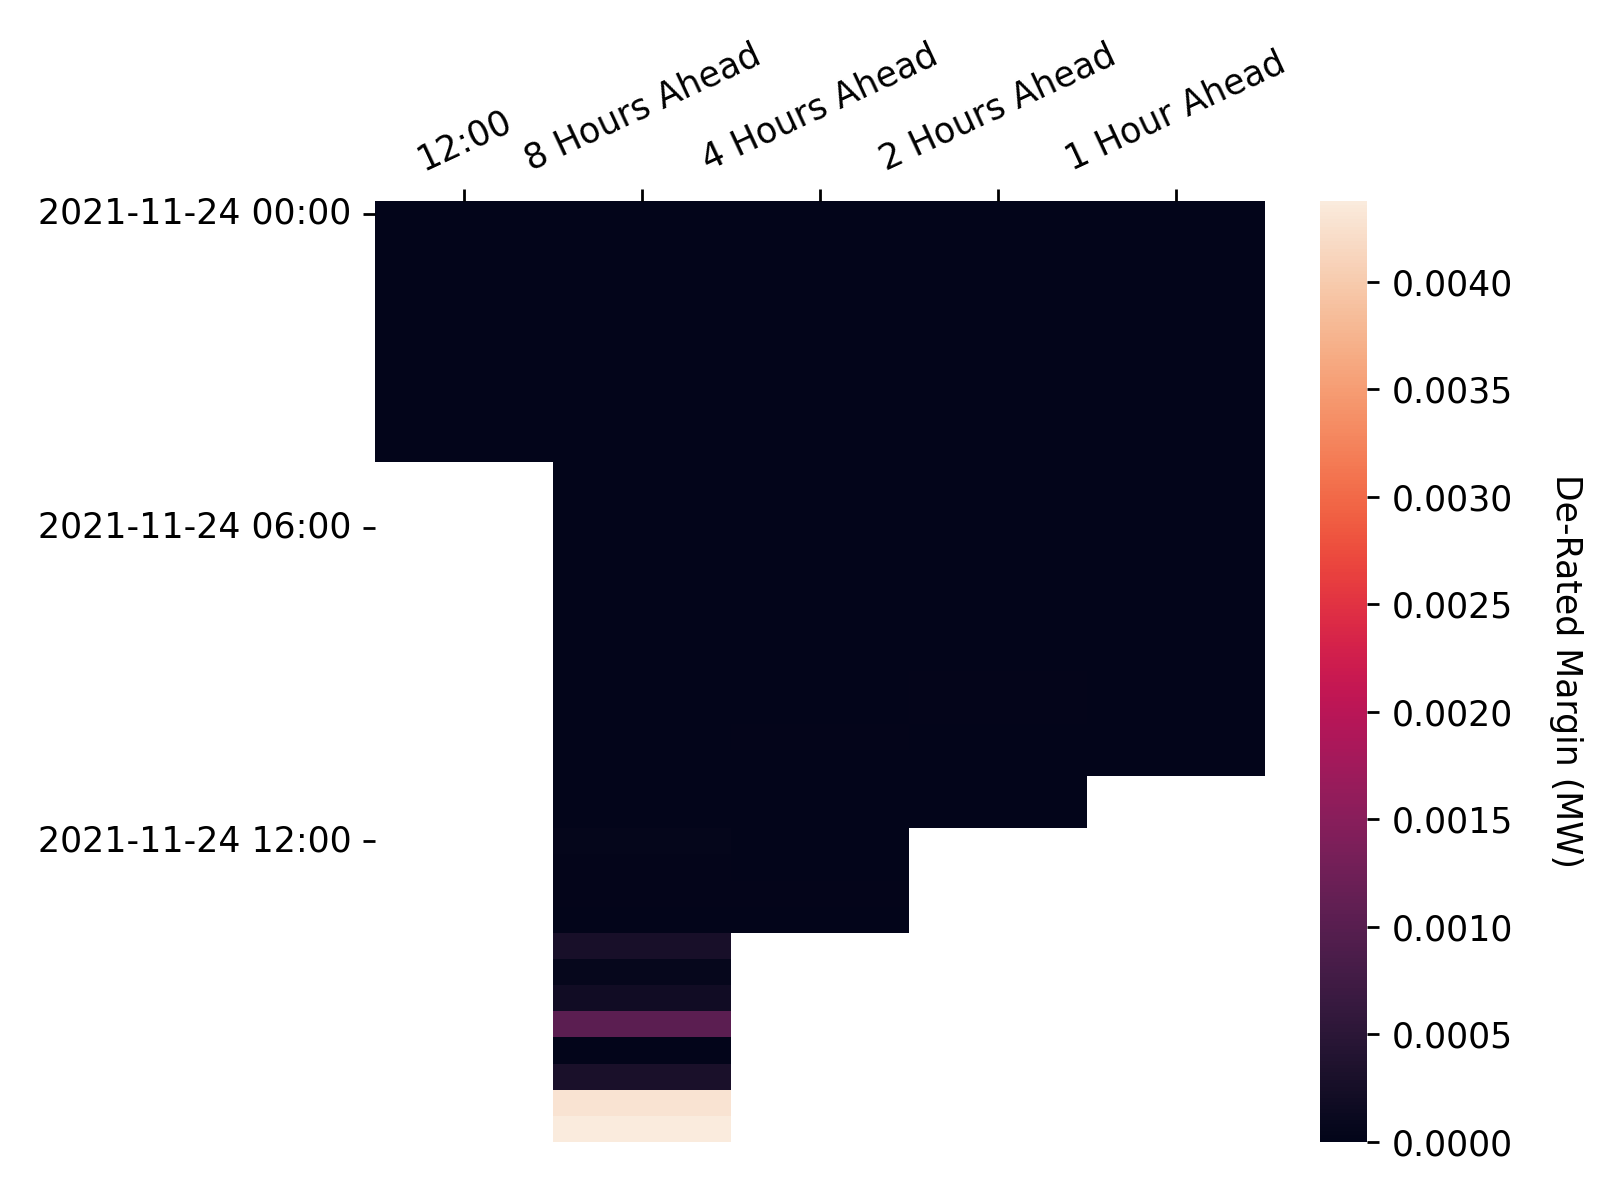 12:00
8 Hours Ahead
4 Hours Ahead
2 Hours Ahead
1 Hour Ahead
2021-11-24 00:00
2021-11-24 06:00
2021-11-24 12:00
0.0040
0.0035
0.0030
0.0025
0.0020
0.0015
0.0010
0.0005
0.0000
De-Rated Margin (MW)